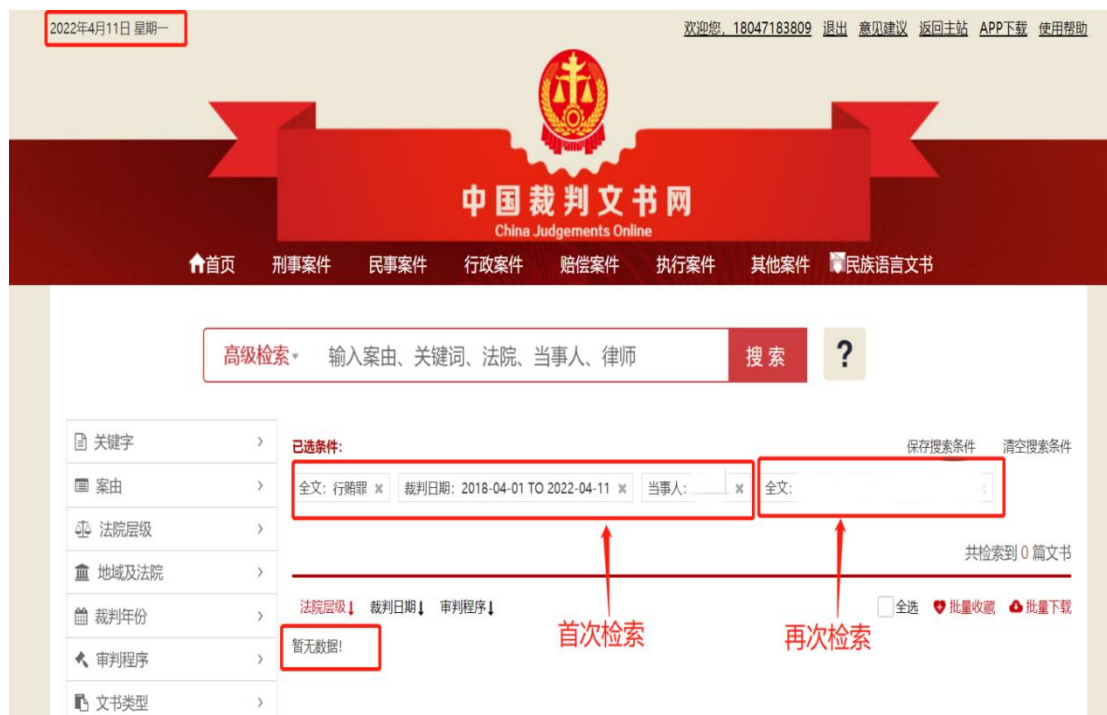 2022年4月11日 星期一
欢迎您，18047183809 退出 意见建议 返回主站 APP下载 使用帮助
中国裁判文书网
China Judgements Online
首页 刑事案件 民事案件 行政案件 赔偿案件 执行案件 其他案件 民族语言文书
高级检索 输入案由、关键词、法院、当事人、律师 搜索 ?
关键字
案由
法院层级
地域及法院
裁判年份
审判程序
文书类型
已选条件:
保存搜索条件 清空搜索条件
全文: 行贿罪 × 裁判日期: 2018-04-01 TO 2022-04-11 × 当事人: × 全文:
共检索到 0 篇文书
法院层级↓ 裁判日期↓ 审判程序↓
全选 批量收藏 批量下载
暂无数据!
首次检索
再次检索